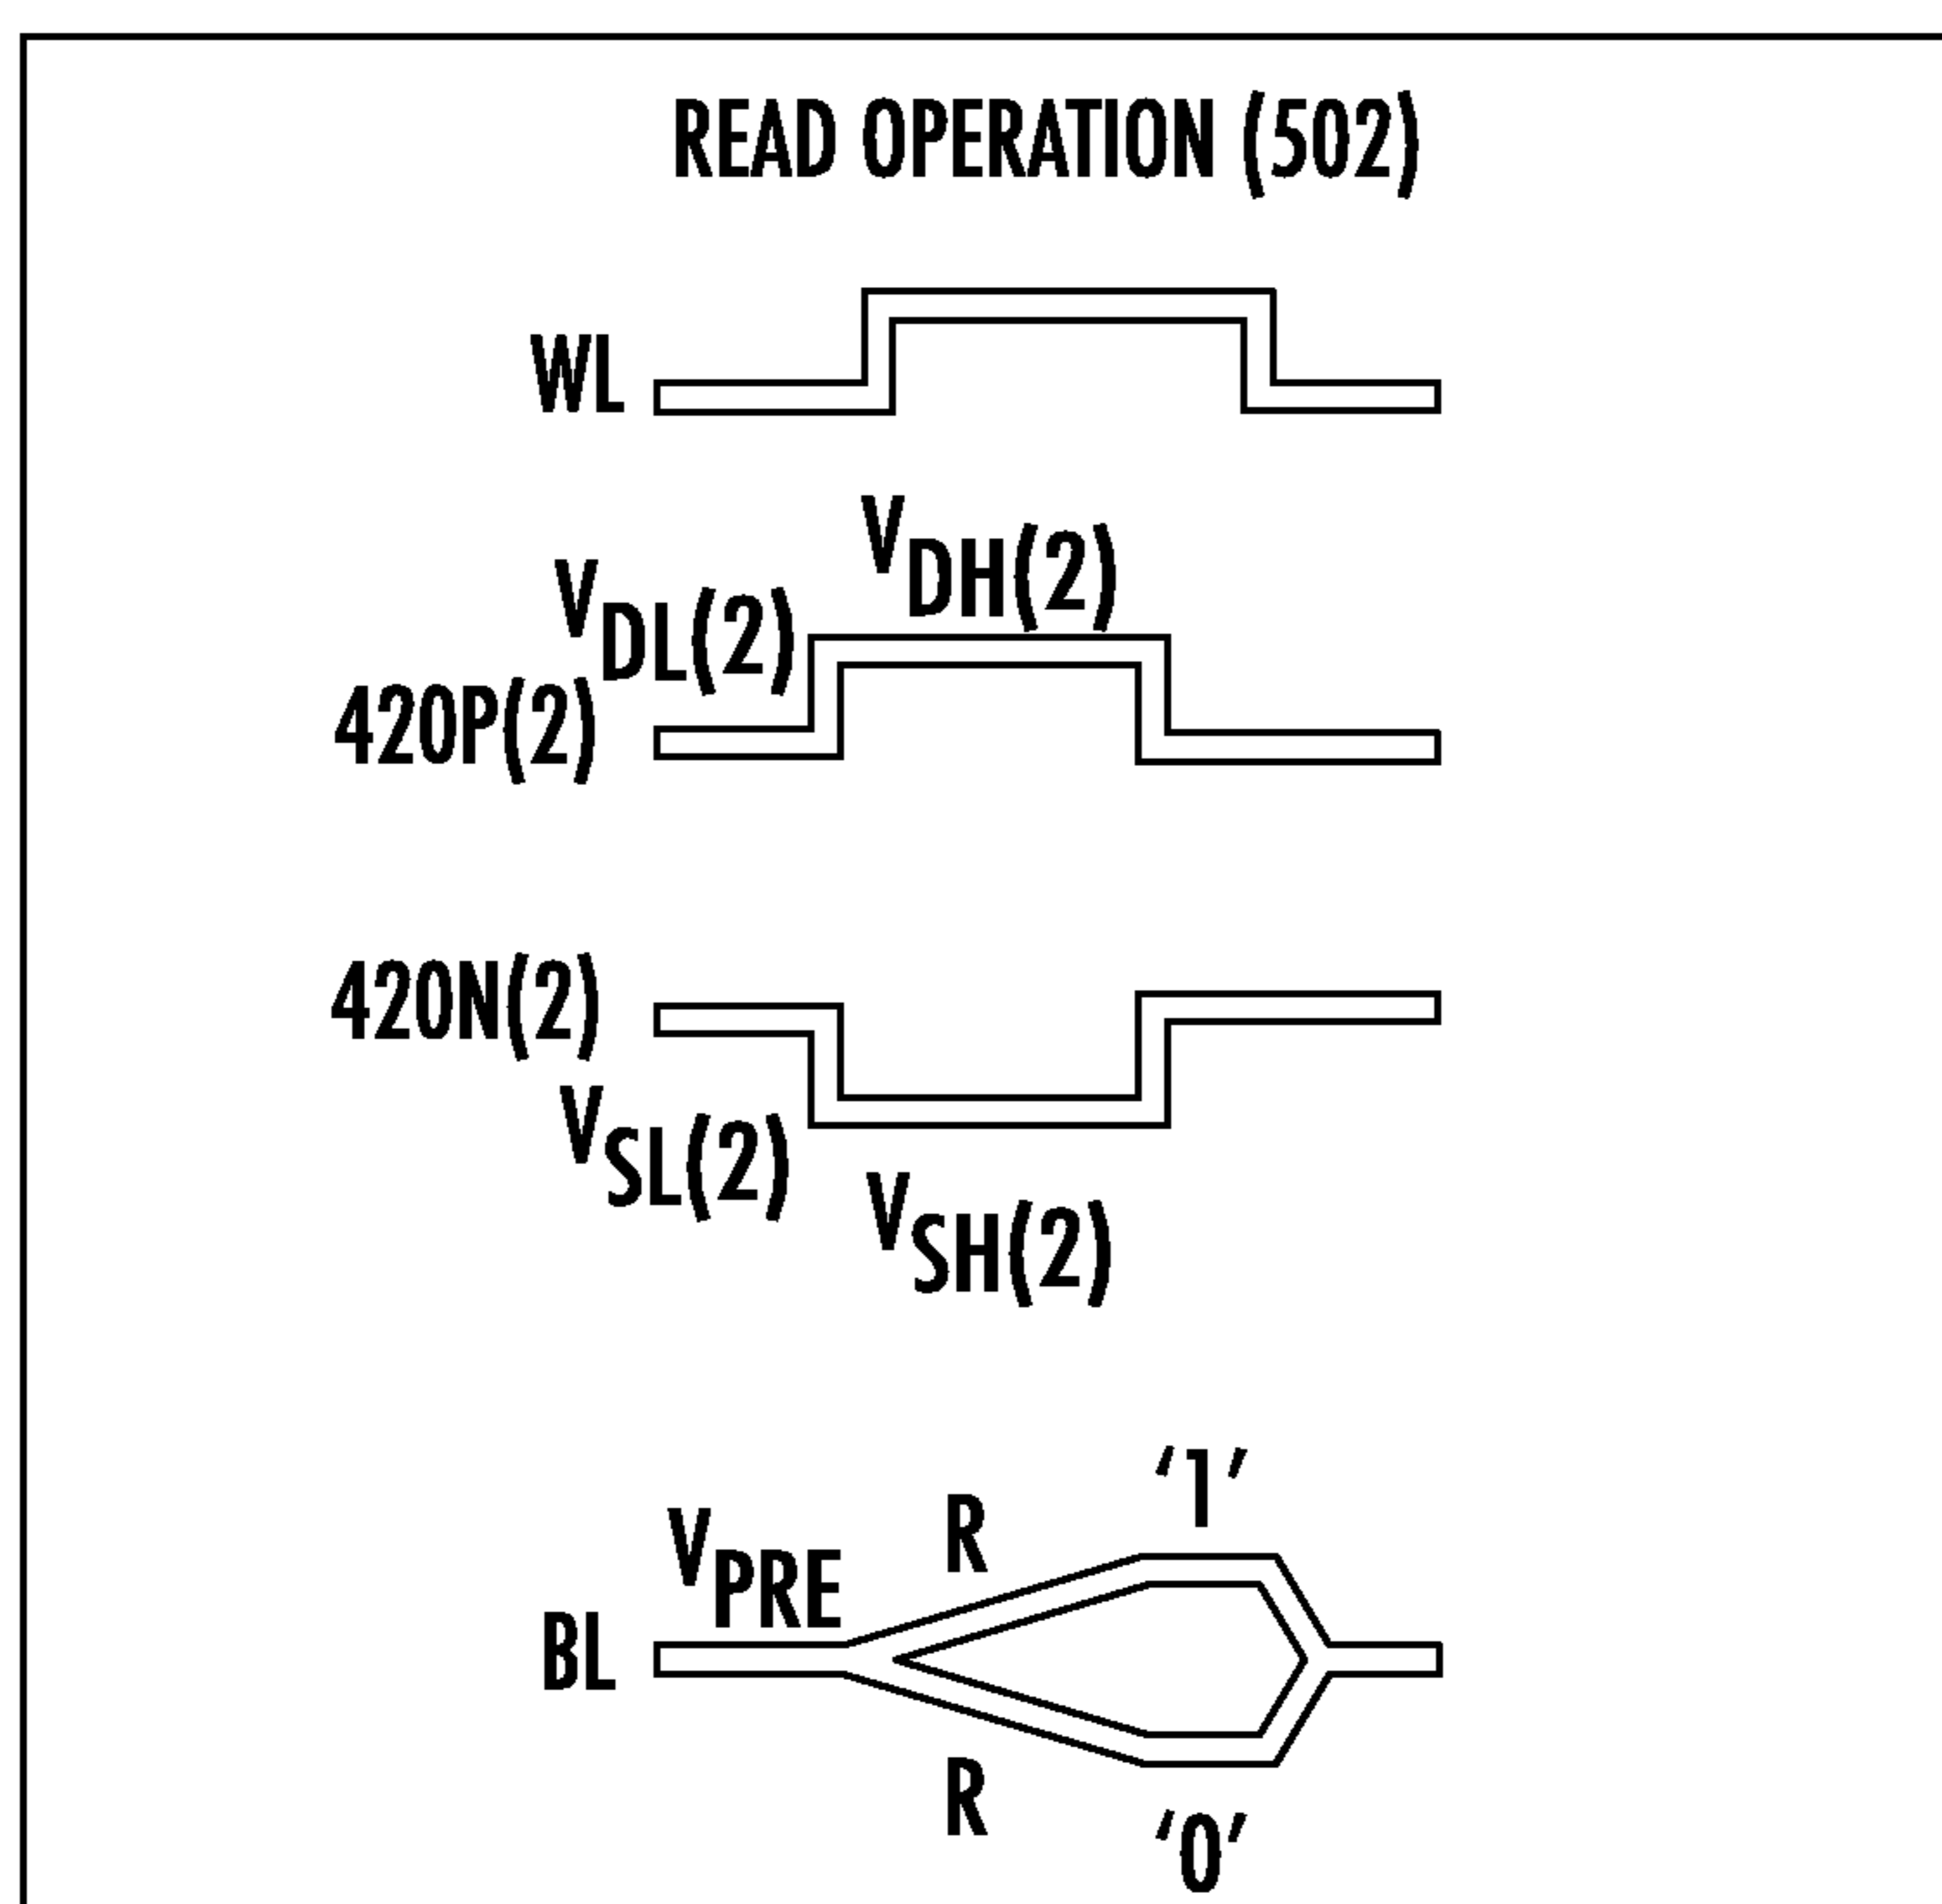 READ OPERATION (502)
WL
VDH(2)
VDL(2)
420P(2)
420N(2)
VSL(2)
VSH(2)
'1'
R
VPRE
BL
R
'0'